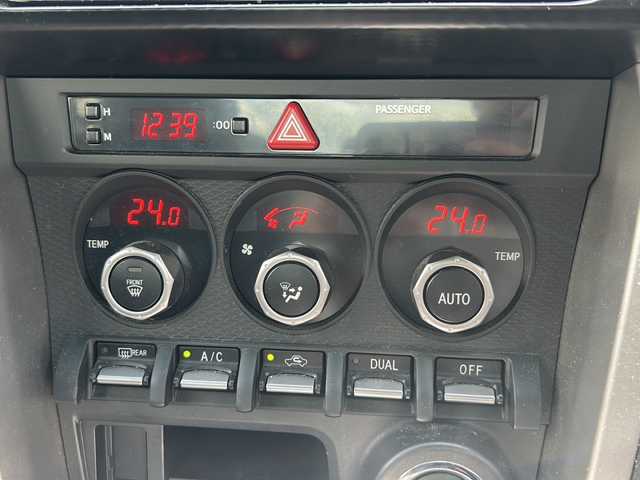 H
12:39 :00 PASSENGER
M
24.0 24.0
TEMP TEMP
FRONT AUTO
REAR A/C DUAL OFF